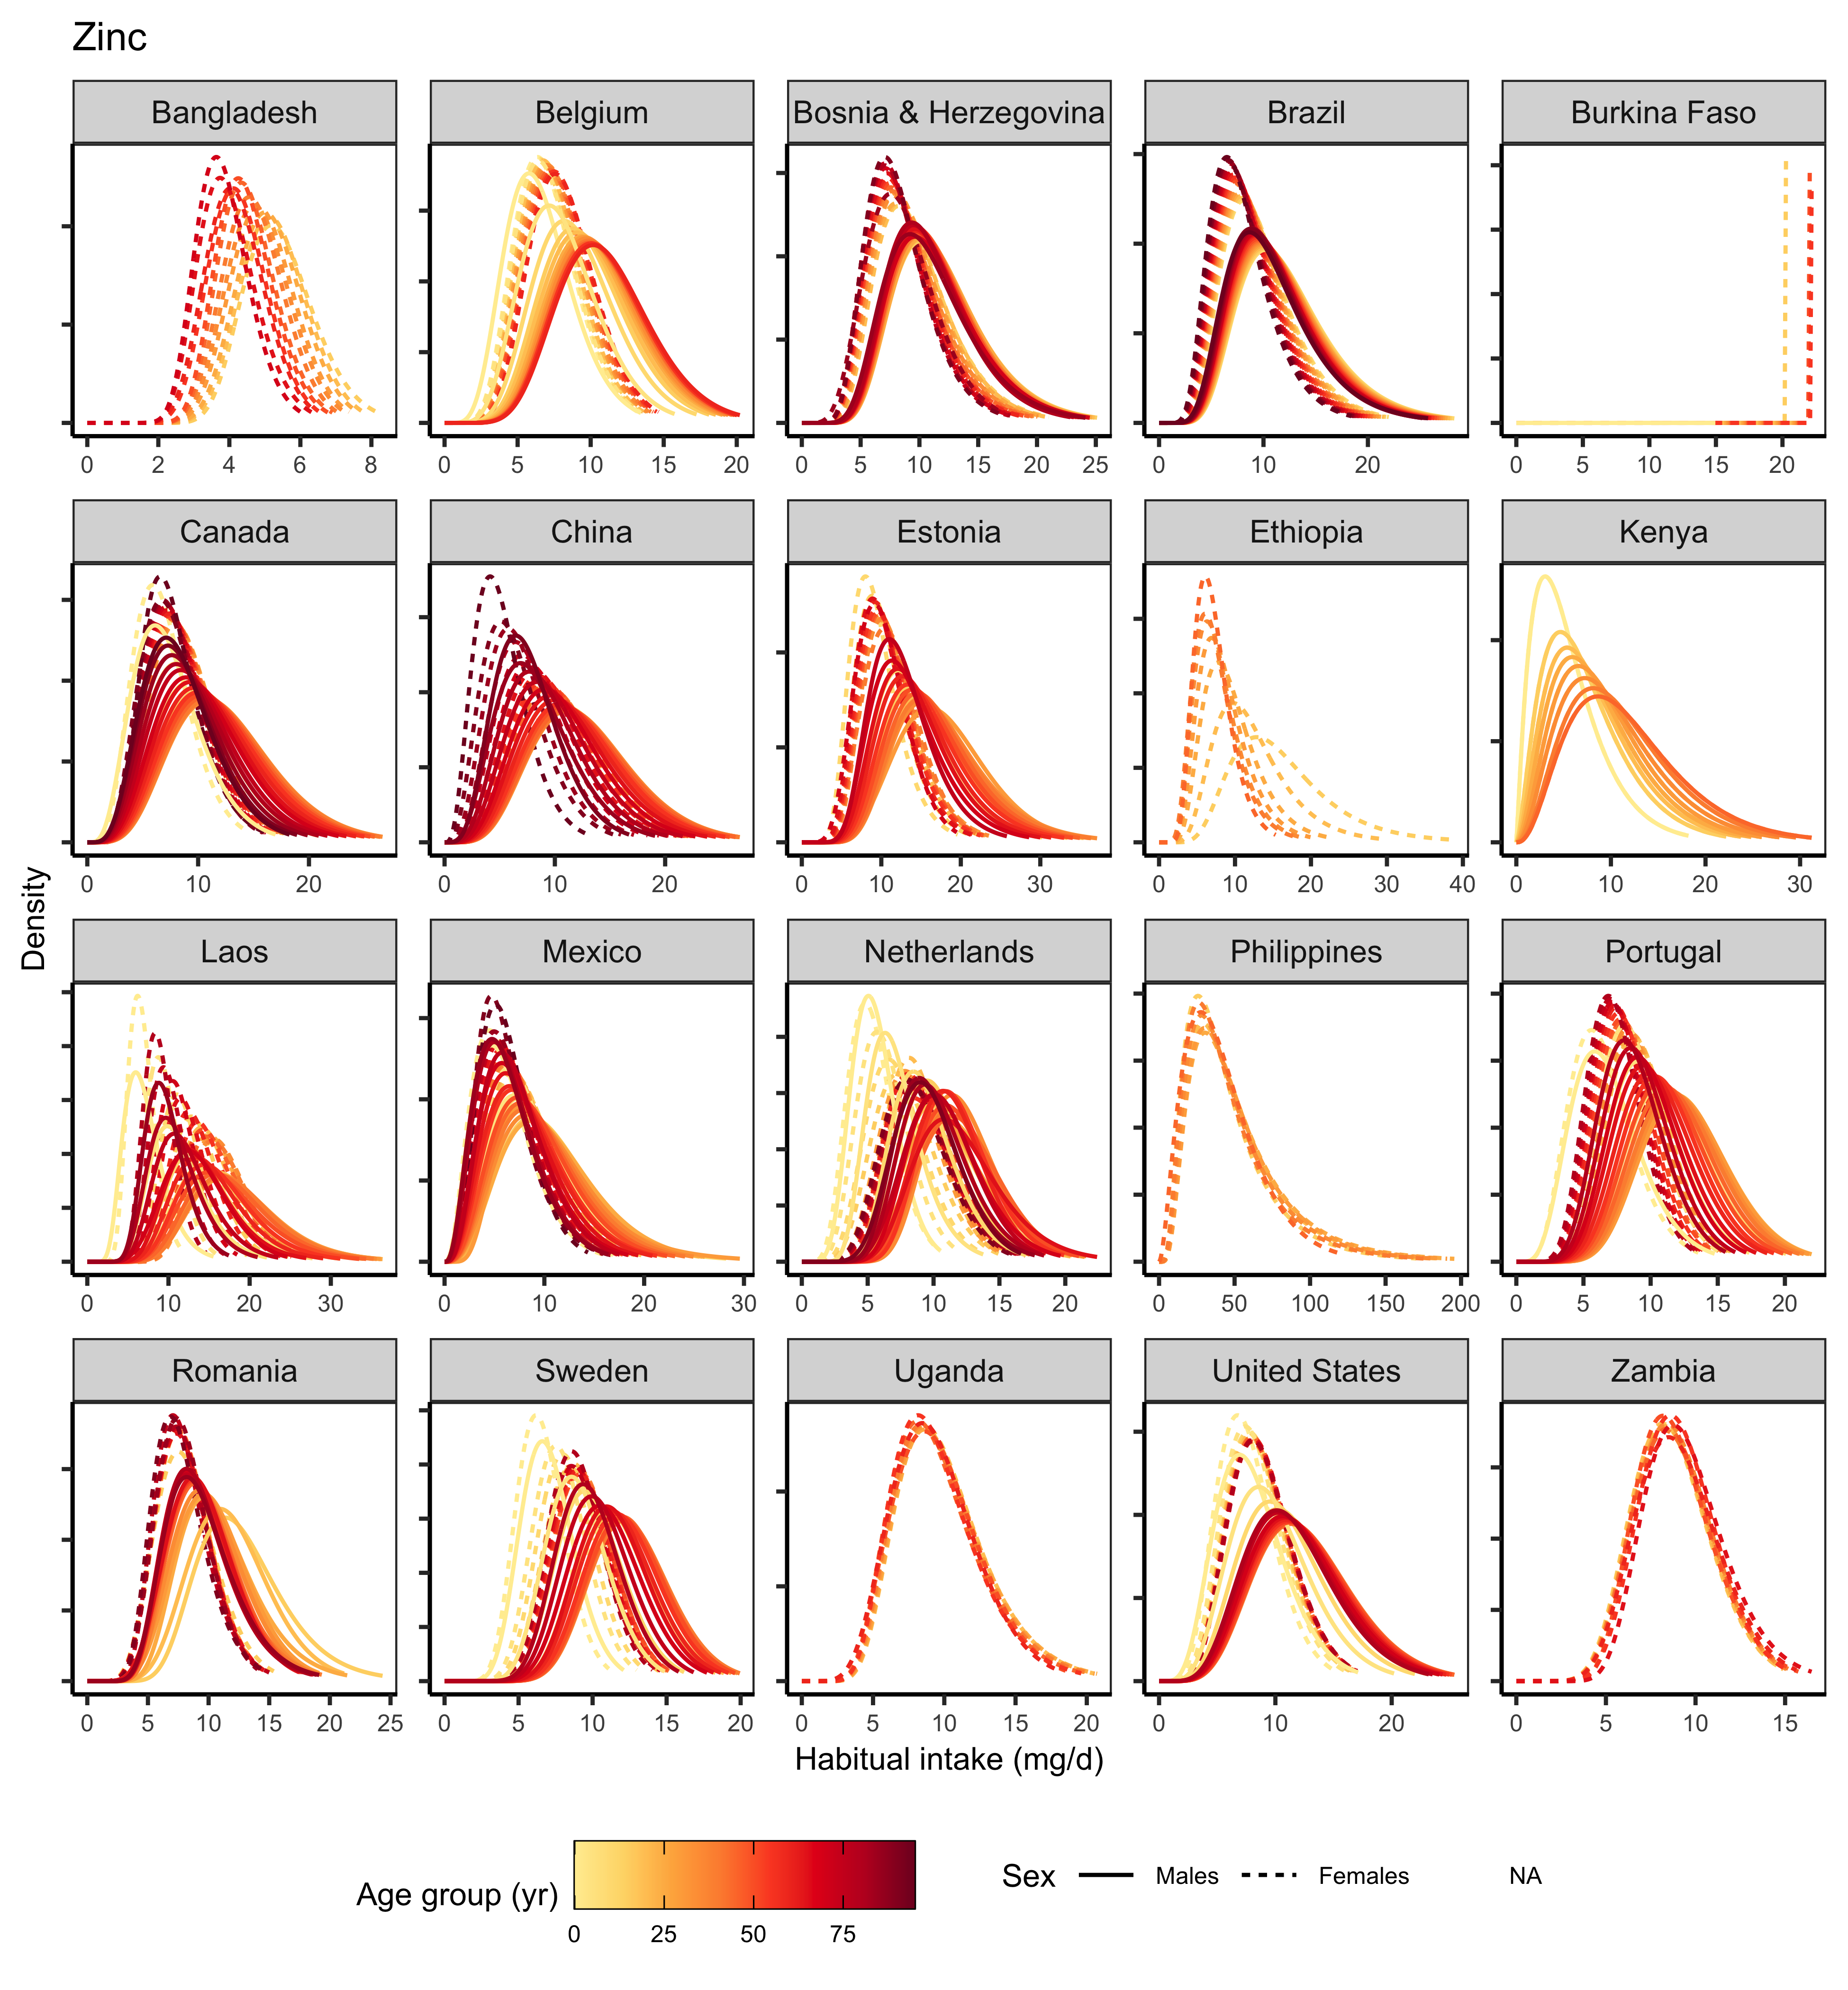 Zinc
Bangladesh Belgium Bosnia & Herzegovina Brazil Burkina Faso
0 2 4 6 8 0 5 10 15 20 0 5 10 15 20 25 0 10 20 0 5 10 15 20
Canada China Estonia Ethiopia Kenya
0 10 20 0 10 20 0 10 20 30 0 10 20 30 40 0 10 20 30
Density
Laos Mexico Netherlands Philippines Portugal
0 10 20 30 0 10 20 30 0 5 10 15 20 0 50 100 150 200 0 5 10 15 20
Romania Sweden Uganda United States Zambia
0 5 10 15 20 25 0 5 10 15 20 0 5 10 15 20 0 10 20 0 5 10 15
Habitual intake (mg/d)
Age group (yr)
0 25 50 75
Sex Males Females NA